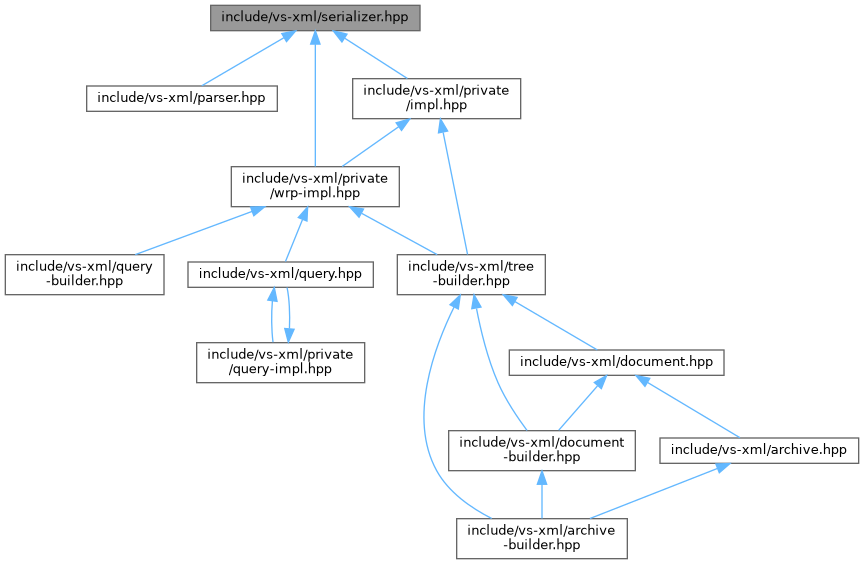 include/vs-xml/serializer.hpp
include/vs-xml/parser.hpp
include/vs-xml/private
/impl.hpp
include/vs-xml/private
/wrp-impl.hpp
include/vs-xml/query
-builder.hpp
include/vs-xml/query.hpp
include/vs-xml/tree
-builder.hpp
include/vs-xml/private
/query-impl.hpp
include/vs-xml/document.hpp
include/vs-xml/document
-builder.hpp
include/vs-xml/archive.hpp
include/vs-xml/archive
-builder.hpp